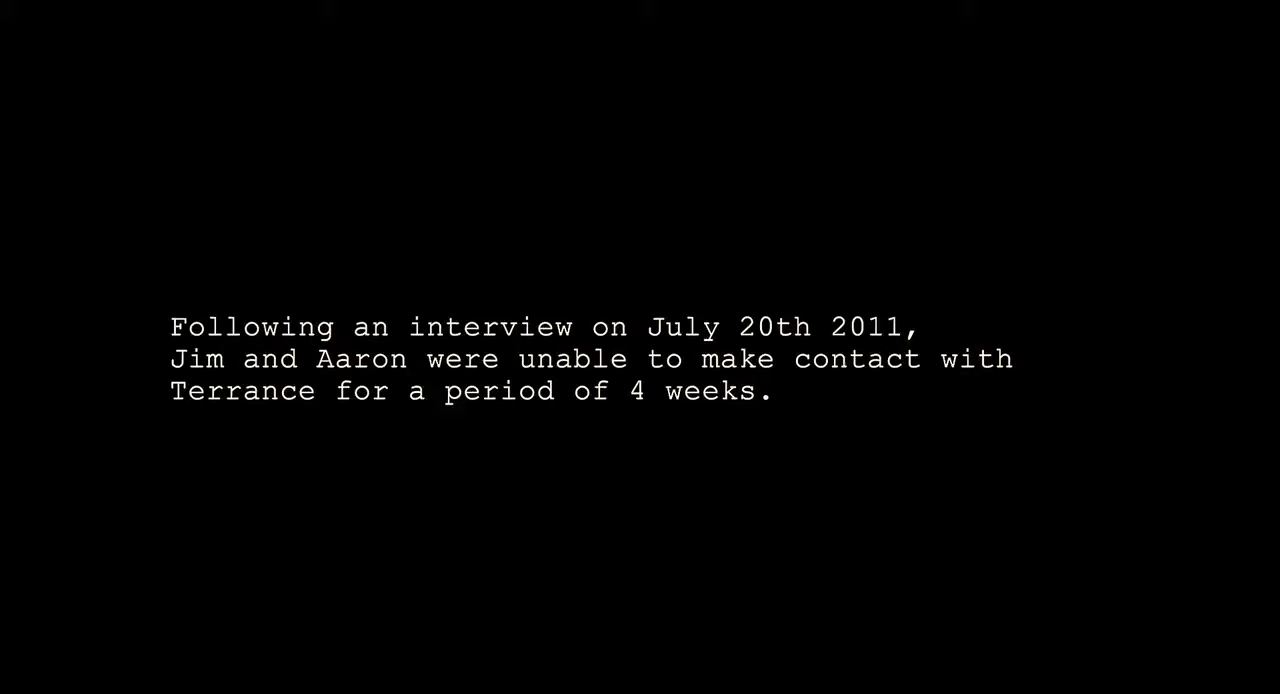 Following an interview on July 20th 2011,
Jim and Aaron were unable to make contact with
Terrance for a period of 4 weeks.